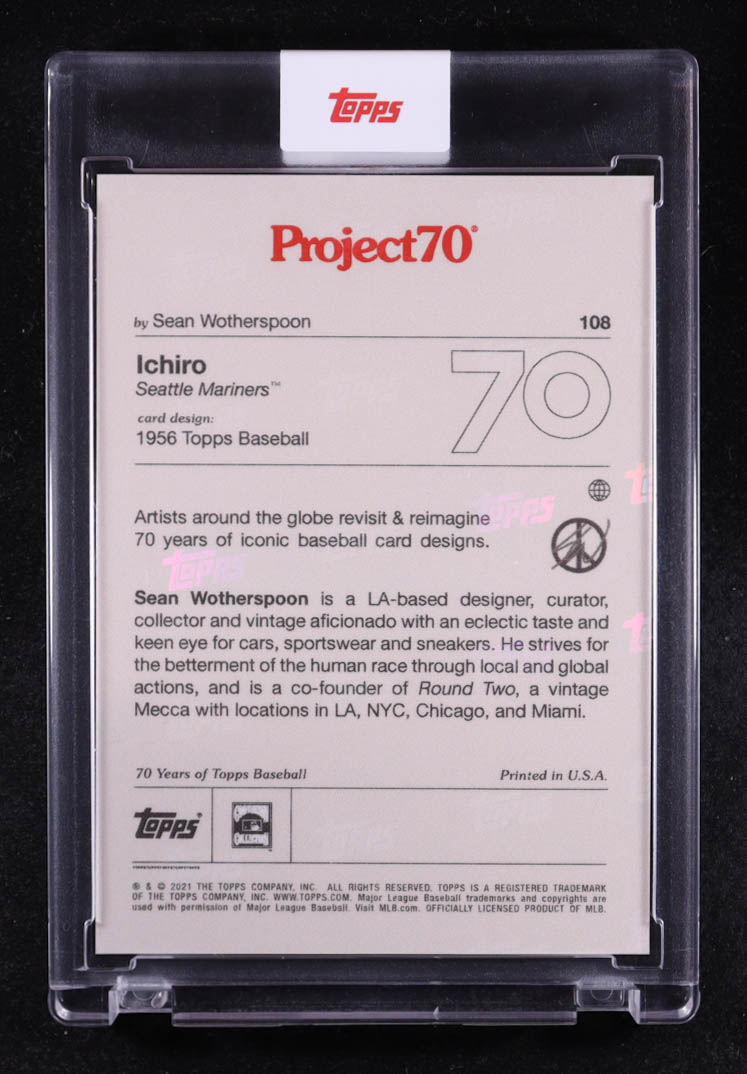 Topps
Project70®
by Sean Wotherspoon 108
Ichiro
Seattle Mariners™
card design:
1956 Topps Baseball
70
Artists around the globe revisit & reimagine
70 years of iconic baseball card designs.
Sean Wotherspoon is a LA-based designer, curator,
collector and vintage aficionado with an eclectic taste and
keen eye for cars, sportswear and sneakers. He strives for
the betterment of the human race through local and global
actions, and is a co-founder of Round Two, a vintage
Mecca with locations in LA, NYC, Chicago, and Miami.
70 Years of Topps Baseball Printed in U.S.A.
Topps®
® & © 2021 THE TOPPS COMPANY, INC. ALL RIGHTS RESERVED. TOPPS IS A REGISTERED TRADEMARK
OF THE TOPPS COMPANY, INC. WWW.TOPPS.COM. Major League Baseball trademarks and copyrights are
used with permission of Major League Baseball. Visit MLB.com. OFFICIALLY LICENSED PRODUCT OF MLB.